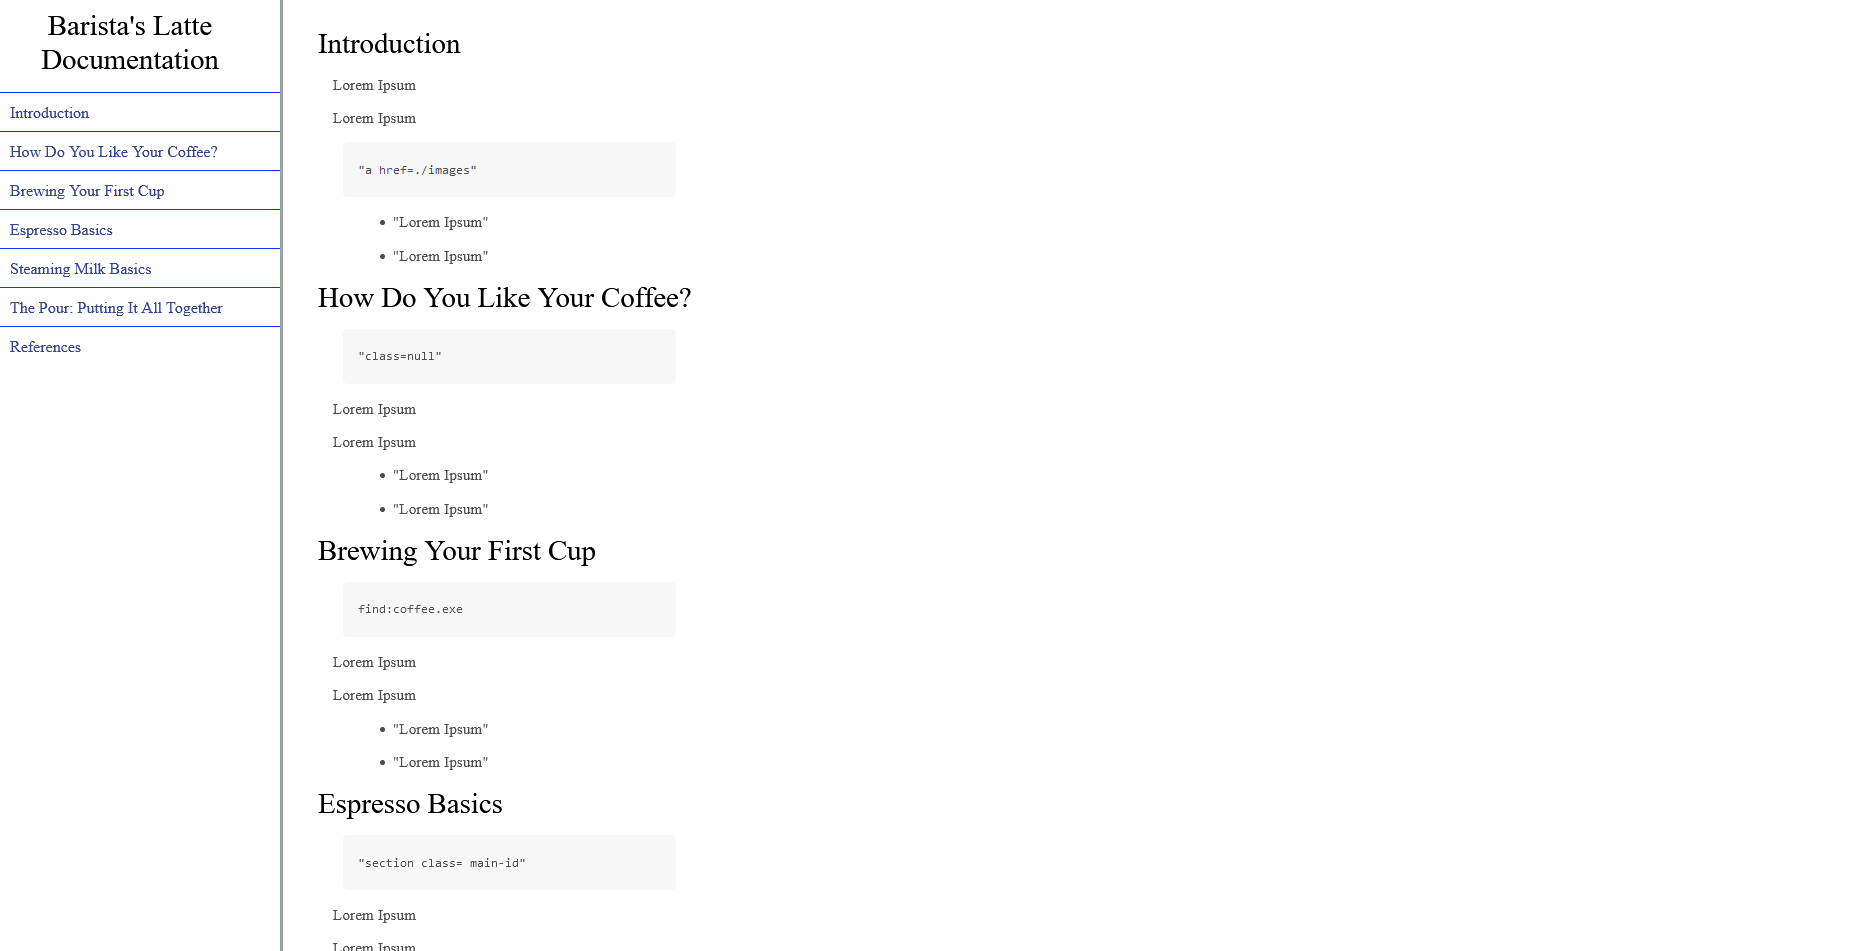 Barista's Latte
Documentation
Introduction
How Do You Like Your Coffee?
Brewing Your First Cup
Espresso Basics
Steaming Milk Basics
The Pour: Putting It All Together
References
Introduction
Lorem Ipsum
Lorem Ipsum
"a href=./images"
• "Lorem Ipsum"
• "Lorem Ipsum"
How Do You Like Your Coffee?
"class=null"
Lorem Ipsum
Lorem Ipsum
• "Lorem Ipsum"
• "Lorem Ipsum"
Brewing Your First Cup
find:coffee.exe
Lorem Ipsum
Lorem Ipsum
• "Lorem Ipsum"
• "Lorem Ipsum"
Espresso Basics
"section class= main-id"
Lorem Ipsum
Lorem Ipsum